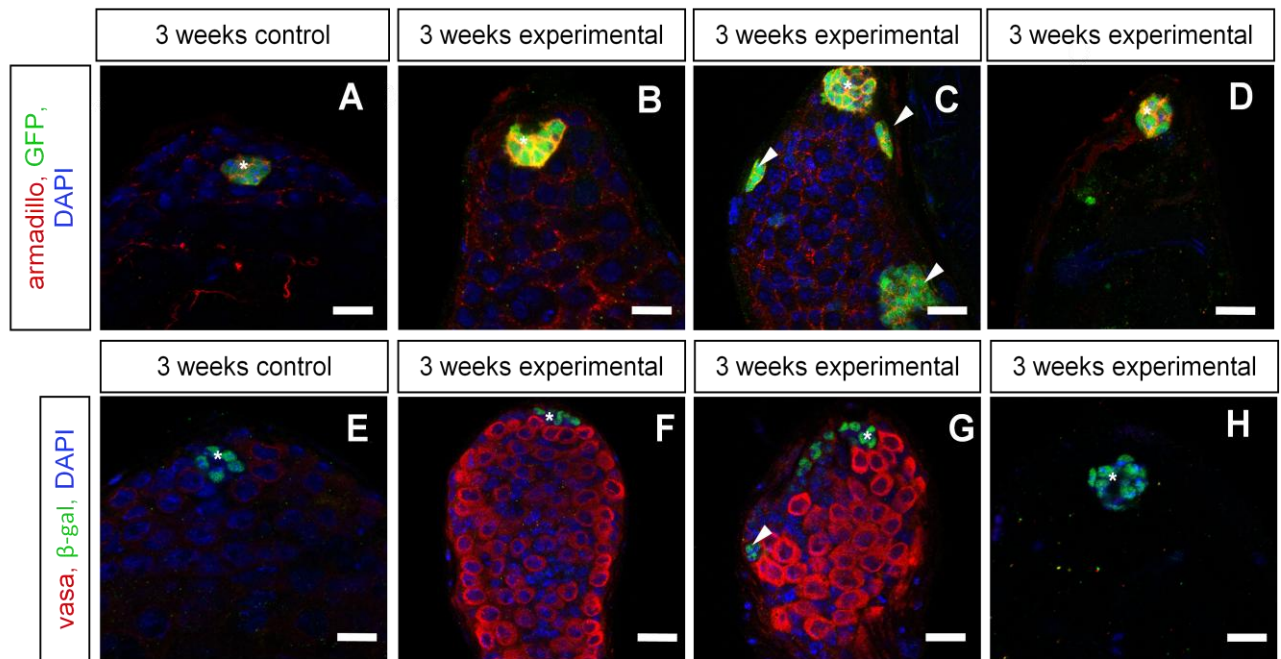 3 weeks control
3 weeks experimental
3 weeks experimental
3 weeks experimental
armadillo, GFP,
DAPI
A
*
B
*
C
*
D
*
3 weeks control
3 weeks experimental
3 weeks experimental
3 weeks experimental
vasa, β-gal, DAPI
E
*
F
*
G
*
H
*